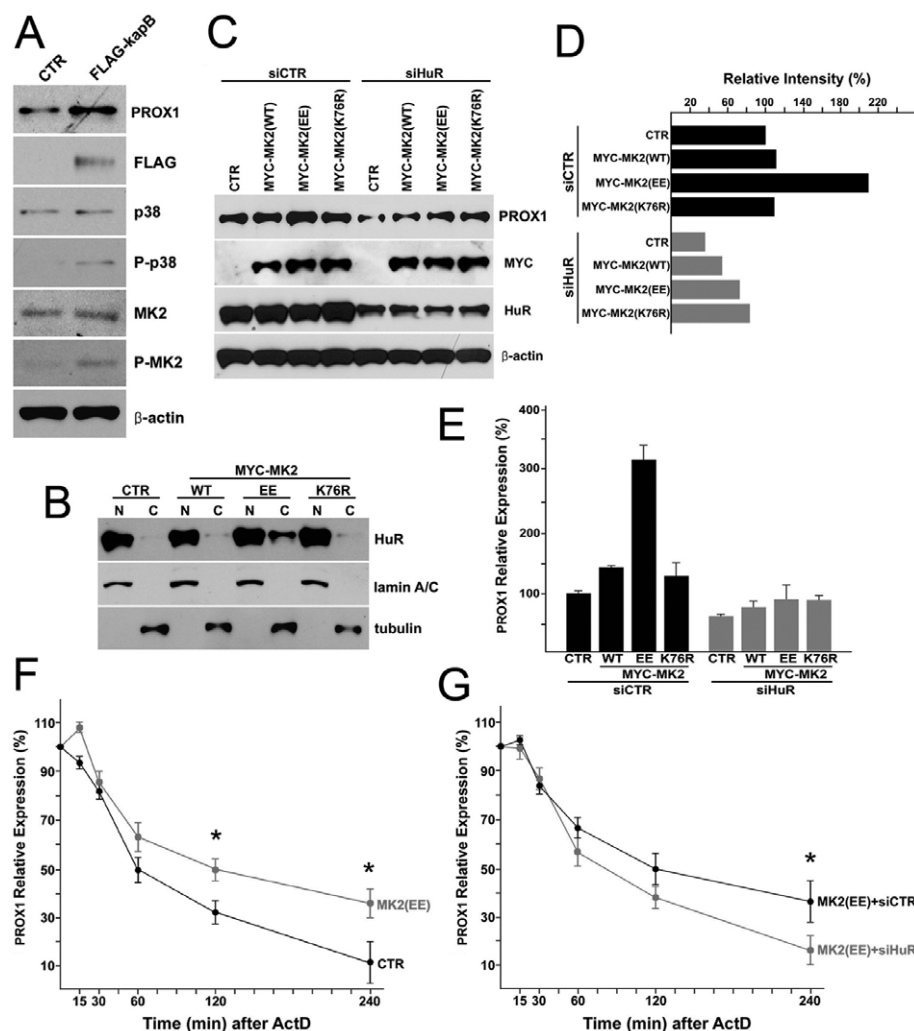 A
CTR
FLAG-kapB
PROX1
FLAG
p38
P-p38
MK2
P-MK2
β-actin
B
MYC-MK2
CTR WT EE K76R
N C N C N C N C
HuR
lamin A/C
tubulin
C
siCTR siHuR
CTR
MYC-MK2(WT)
MYC-MK2(EE)
MYC-MK2(K76R)
CTR
MYC-MK2(WT)
MYC-MK2(EE)
MYC-MK2(K76R)
PROX1
MYC
HuR
β-actin
D
Relative Intensity (%)
20 60 100 140 180 220
siCTR
CTR
MYC-MK2(WT)
MYC-MK2(EE)
MYC-MK2(K76R)
siHuR
CTR
MYC-MK2(WT)
MYC-MK2(EE)
MYC-MK2(K76R)
E
PROX1 Relative Expression (%)
400
300
200
100
CTR WT EE K76R CTR WT EE K76R
MYC-MK2 MYC-MK2
siCTR siHuR
F
PROX1 Relative Expression (%)
110
90
70
50
30
10
* *
MK2(EE)
CTR
15 30 60 120 240
Time (min) after ActD
G
PROX1 Relative Expression (%)
110
90
70
50
30
10
*
MK2(EE)+siCTR
MK2(EE)+siHuR
15 30 60 120 240
Time (min) after ActD